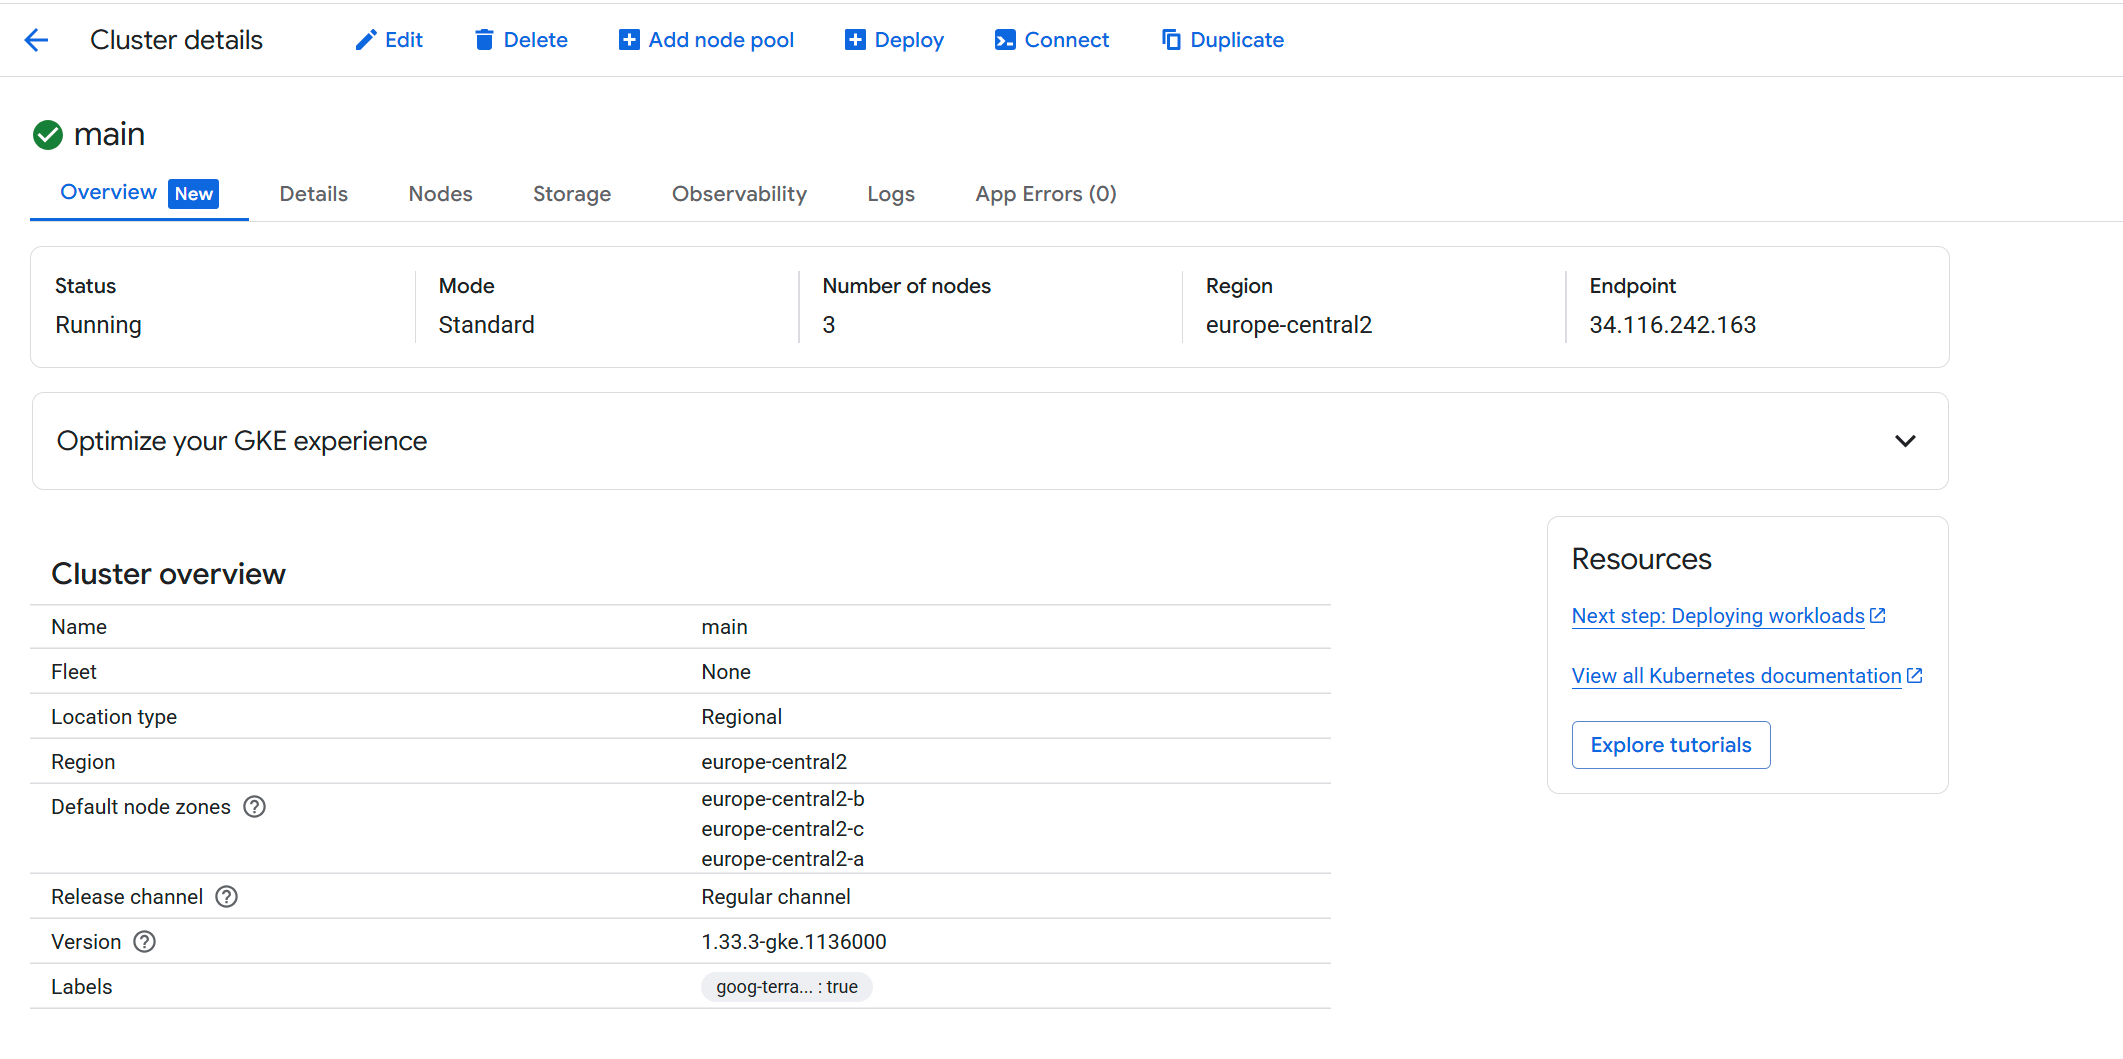 Cluster details
Edit
Delete
Add node pool
Deploy
Connect
Duplicate
main
Overview New
Details
Nodes
Storage
Observability
Logs
App Errors (0)
Status
Running
Mode
Standard
Number of nodes
3
Region
europe-central2
Endpoint
34.116.242.163
Optimize your GKE experience
Cluster overview
Name main
Fleet None
Location type Regional
Region europe-central2
Default node zones europe-central2-b
europe-central2-c
europe-central2-a
Release channel Regular channel
Version 1.33.3-gke.1136000
Labels goog-terra... : true
Resources
Next step: Deploying workloads
View all Kubernetes documentation
Explore tutorials